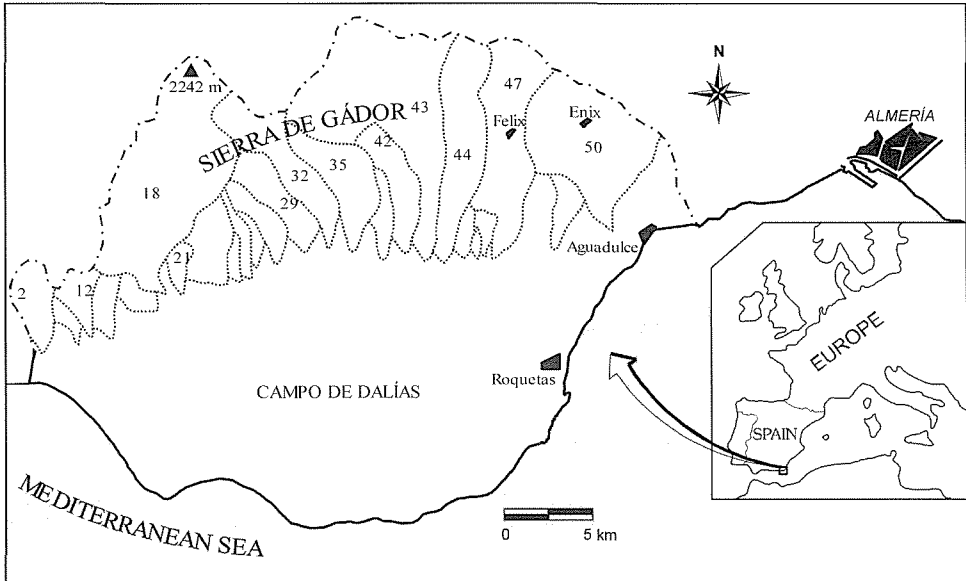 N
ALMERÍA
2242 m
SIERRA DE GÁDOR
47
43
Felix
Enix
42
50
35
44
32
18
29
Aguadulce
21
2
12
EUROPE
Roquetas
CAMPO DE DALÍAS
SPAIN
MEDITERRANEAN SEA
0 5 km